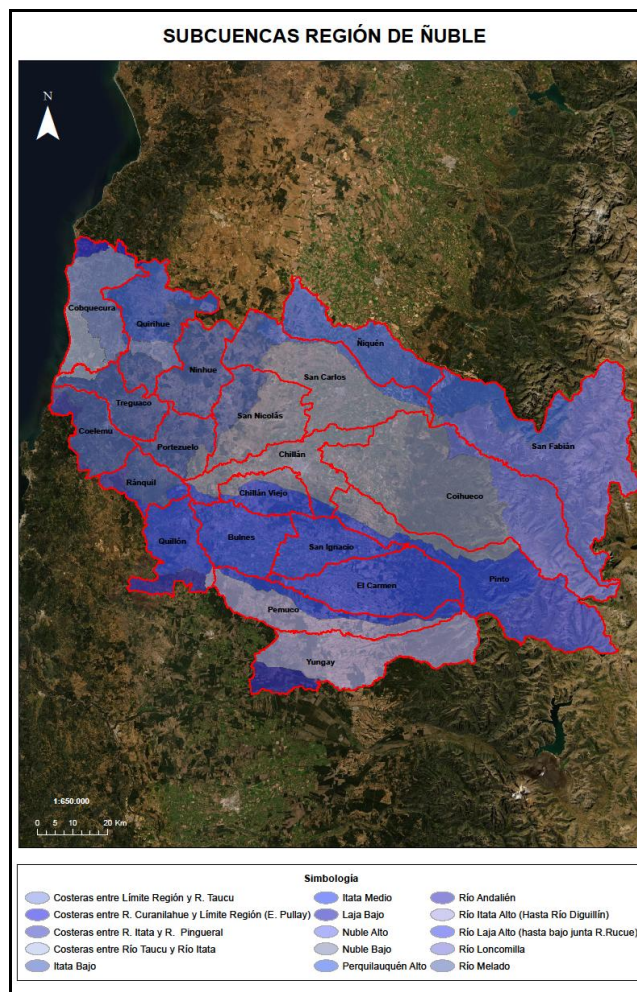 SUBCUENCAS REGIÓN DE ÑUBLE
N
Cobquecura
Quirihue
Ñiquén
Ninhue
San Carlos
Treguaco
San Nicolás
San Fabián
Coelemu
Portezuelo
Chillán
Ránquil
Chillán Viejo
Coihueco
Quillón
Bulnes
San Ignacio
El Carmen
Pinto
Pemuco
Yungay
1:650.000
0 5 10 20 Km
Simbología
Costeras entre Límite Región y R. Taucu
Costeras entre R. Curanilahue y Límite Región (E. Pullay)
Costeras entre R. Itata y R. Pingueral
Costeras entre Río Taucu y Río Itata
Itata Bajo
Itata Medio
Laja Bajo
Nuble Alto
Nuble Bajo
Perquilauquén Alto
Río Andalién
Río Itata Alto (Hasta Río Diguillín)
Río Laja Alto (hasta bajo junta R.Rucue)
Río Loncomilla
Río Melado